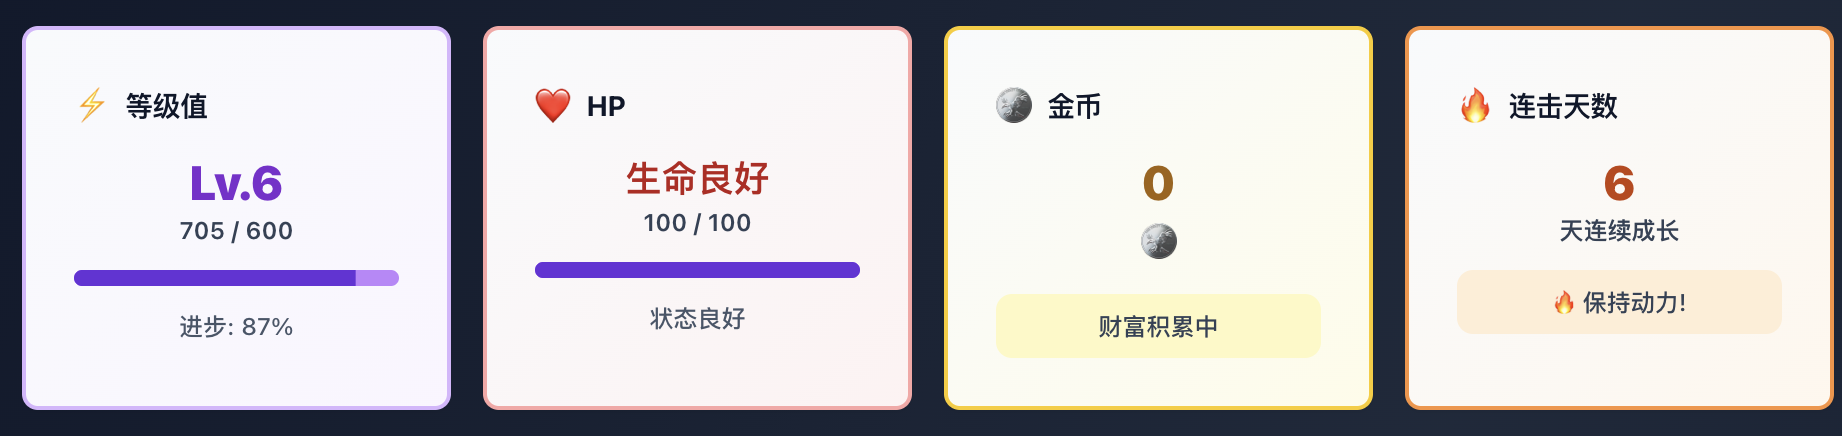 等级值
Lv.6
705 / 600
进步: 87%
HP
生命良好
100 / 100
状态良好
金币
0
财富积累中
连击天数
6
天连续成长
🔥 保持动力!